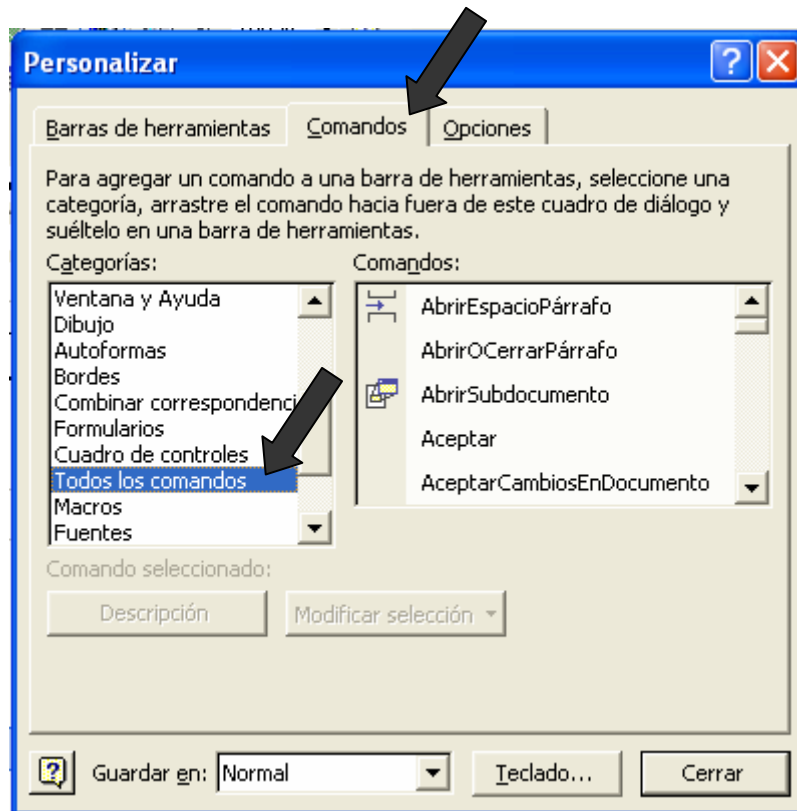 Personalizar
Barras de herramientas Comandos Opciones
Para agregar un comando a una barra de herramientas, seleccione una
categoría, arrastre el comando hacia fuera de este cuadro de diálogo y
suéltelo en una barra de herramientas.
Categorías:
Ventana y Ayuda
Dibujo
Autoformas
Bordes
Combinar correspondenci
Formularios
Cuadro de controles
Todos los comandos
Macros
Fuentes
Comandos:
AbrirEspacioPárrafo
AbrirOCerrarPárrafo
AbrirSubdocumento
Aceptar
AceptarCambiosEnDocumento
Comando seleccionado:
Descripción Modificar selección
Guardar en: Normal Teclado... Cerrar